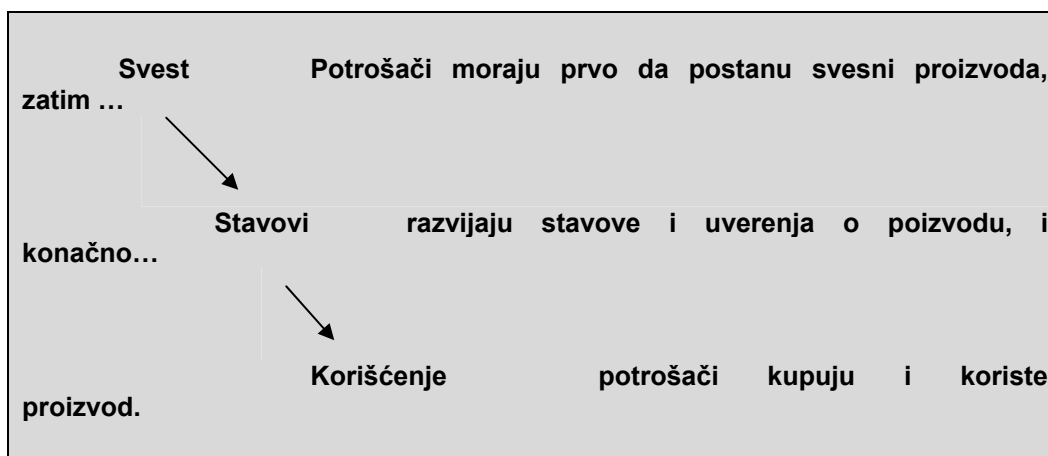 Svest Potrošači moraju prvo da postanu svesni proizvoda,
zatim …
Stavovi razvijaju stavove i uverenja o poizvodu, i
konačno…
Korišćenje potrošači kupuju i koriste
proizvod.